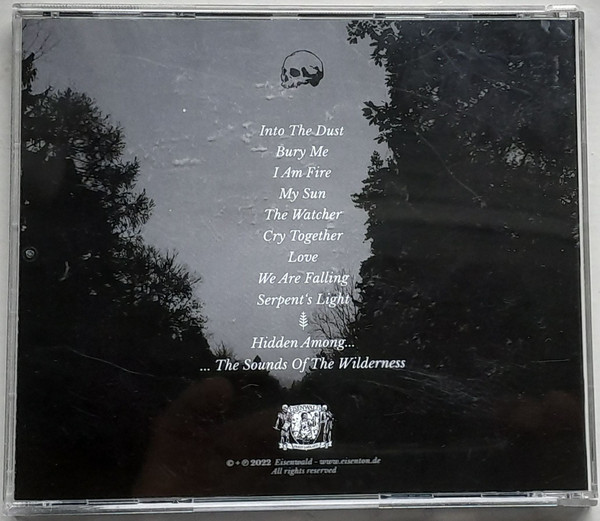 Into The Dust
Bury Me
I Am Fire
My Sun
The Watcher
Cry Together
Love
We Are Falling
Serpent's Light
Hidden Among...
... The Sounds Of The Wilderness
© + ℗ 2022 Eisenwald - www.eisenton.de
All rights reserved